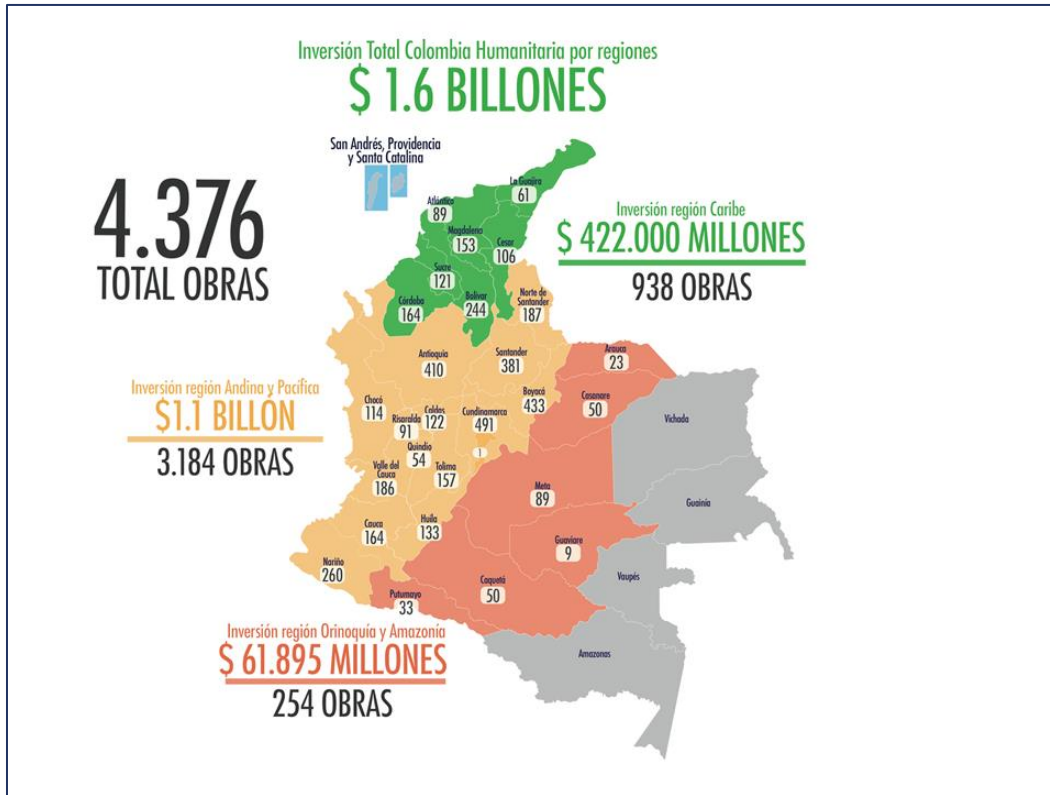 Inversión Total Colombia Humanitaria por regiones
$ 1.6 BILLONES
San Andrés, Providencia
y Santa Catalina
4.376
TOTAL OBRAS
La Guajira
61
Atlántico
89
Magdalena
153
Cesar
106
Sucre
121
Córdoba
164
Bolívar
244
Inversión región Caribe
$ 422.000 MILLONES
938 OBRAS
Norte de
Santander
187
Antioquia
410
Santander
381
Arauca
23
Boyacá
433
Casanare
50
Vichada
Inversión región Andina y Pacífica
$1.1 BILLÓN
3.184 OBRAS
Chocó
114
Risaralda
91
Caldas
122
Cundinamarca
491
1
Quindío
54
Valle del
Cauca
186
Tolima
157
Meta
89
Guainía
Cauca
164
Huila
133
Guaviare
9
Nariño
260
Vaupés
Putumayo
33
Caquetá
50
Amazonas
Inversión región Orinoquía y Amazonía
$ 61.895 MILLONES
254 OBRAS